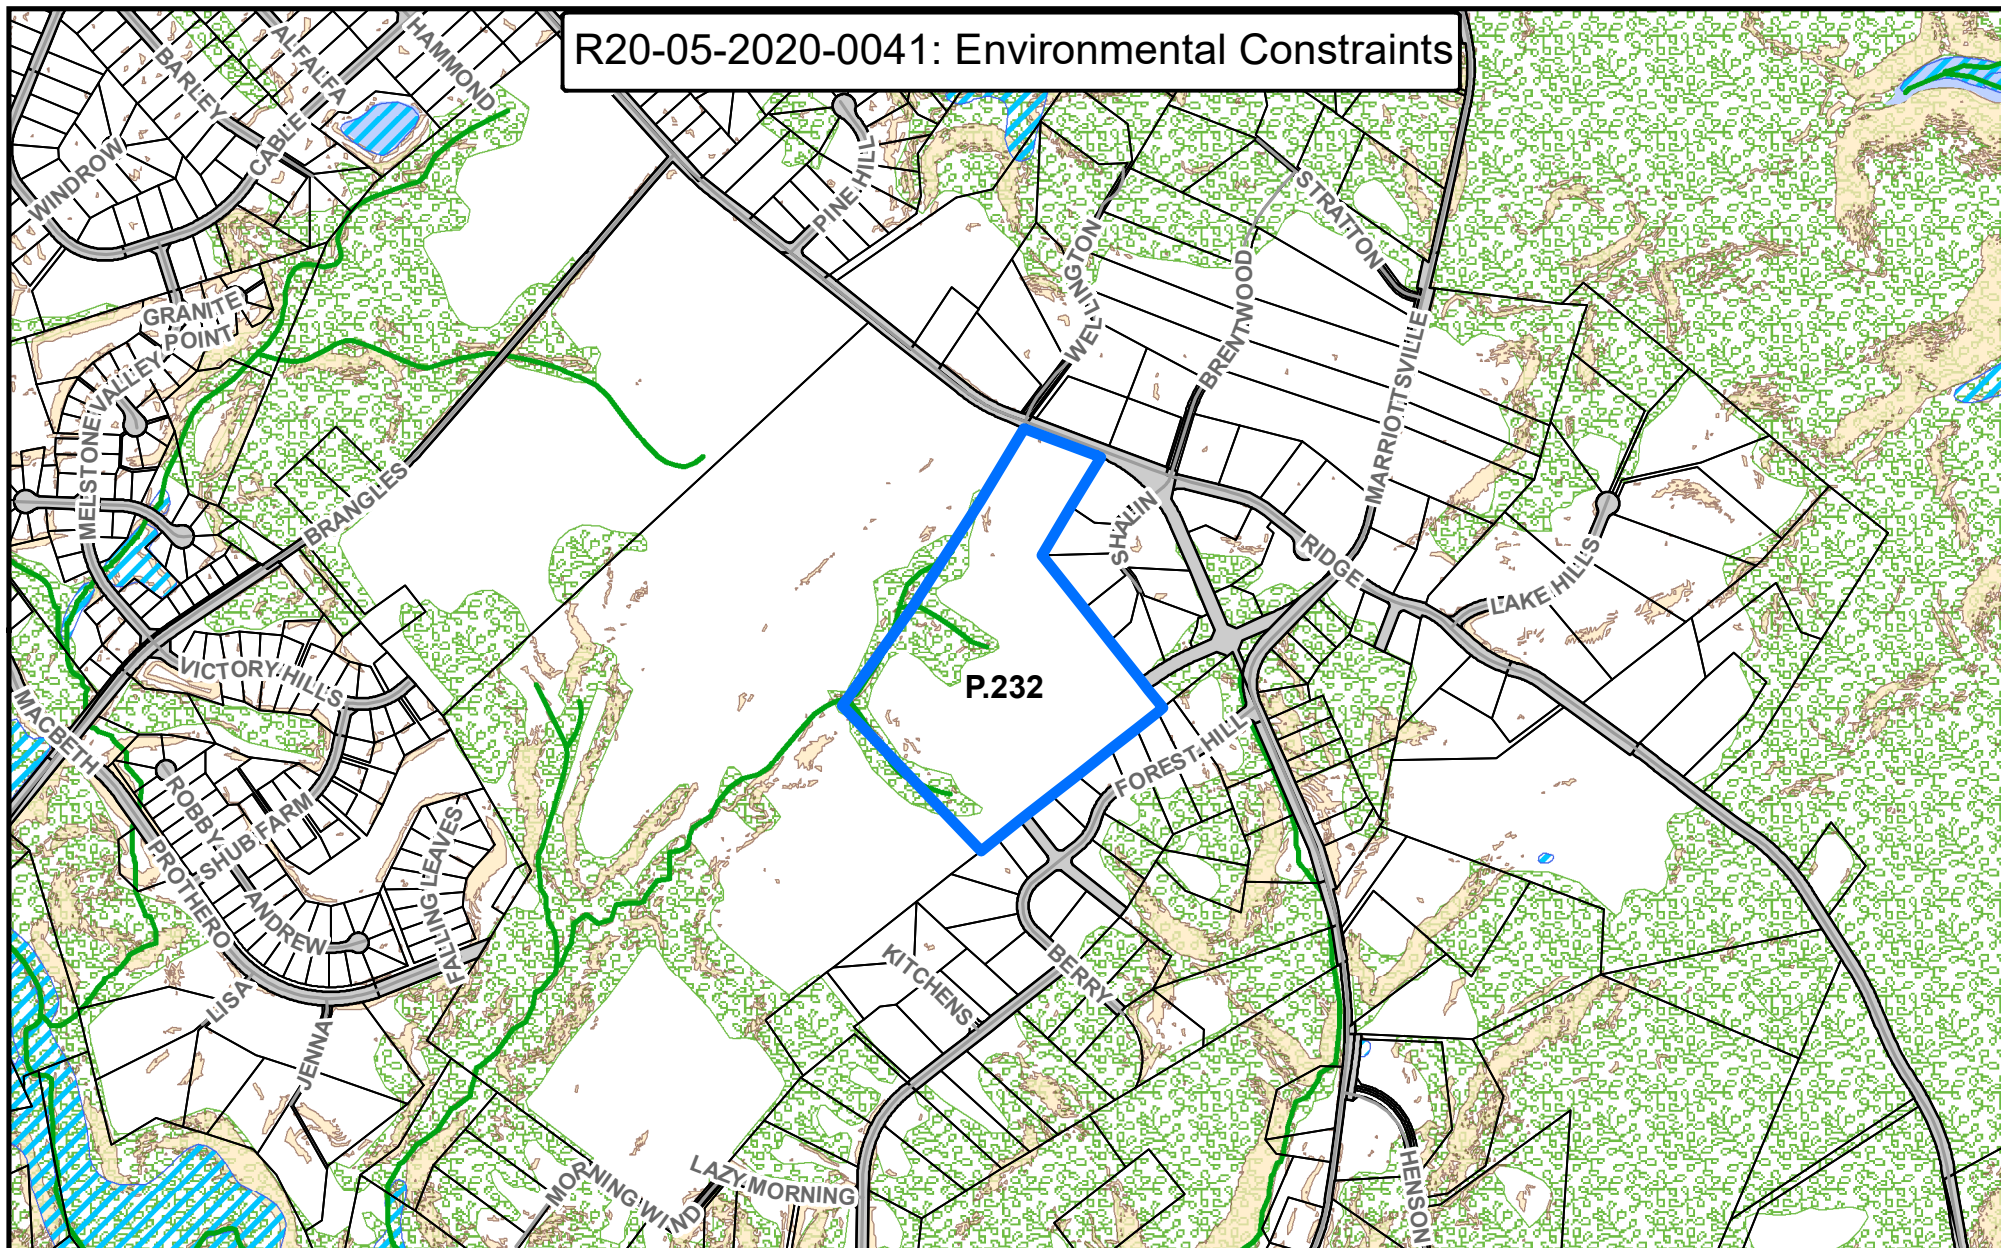 R20-05-2020-0041: Environmental Constraints
HAMMOND
ALFALFA
BARLEY
CABLE
WINDROW
PINE HILL
STRATTON
WELLINGTON
BRENTWOOD
MARRIOTTSVILLE
GRANITE
POINT
VALLEY
MELSTONE
BRANGLES
SHALIN
RIDGE
LAKE HILLS
P.232
VICTORY HILLS
MACBETH
FOREST HILL
ROBBY
SHUB FARM
PROTHERO
ANDREW
FALLING LEAVES
LISA
JENNA
KITCHENS
BERRY
MORNING WIND
LAZY MORNING
HENSON